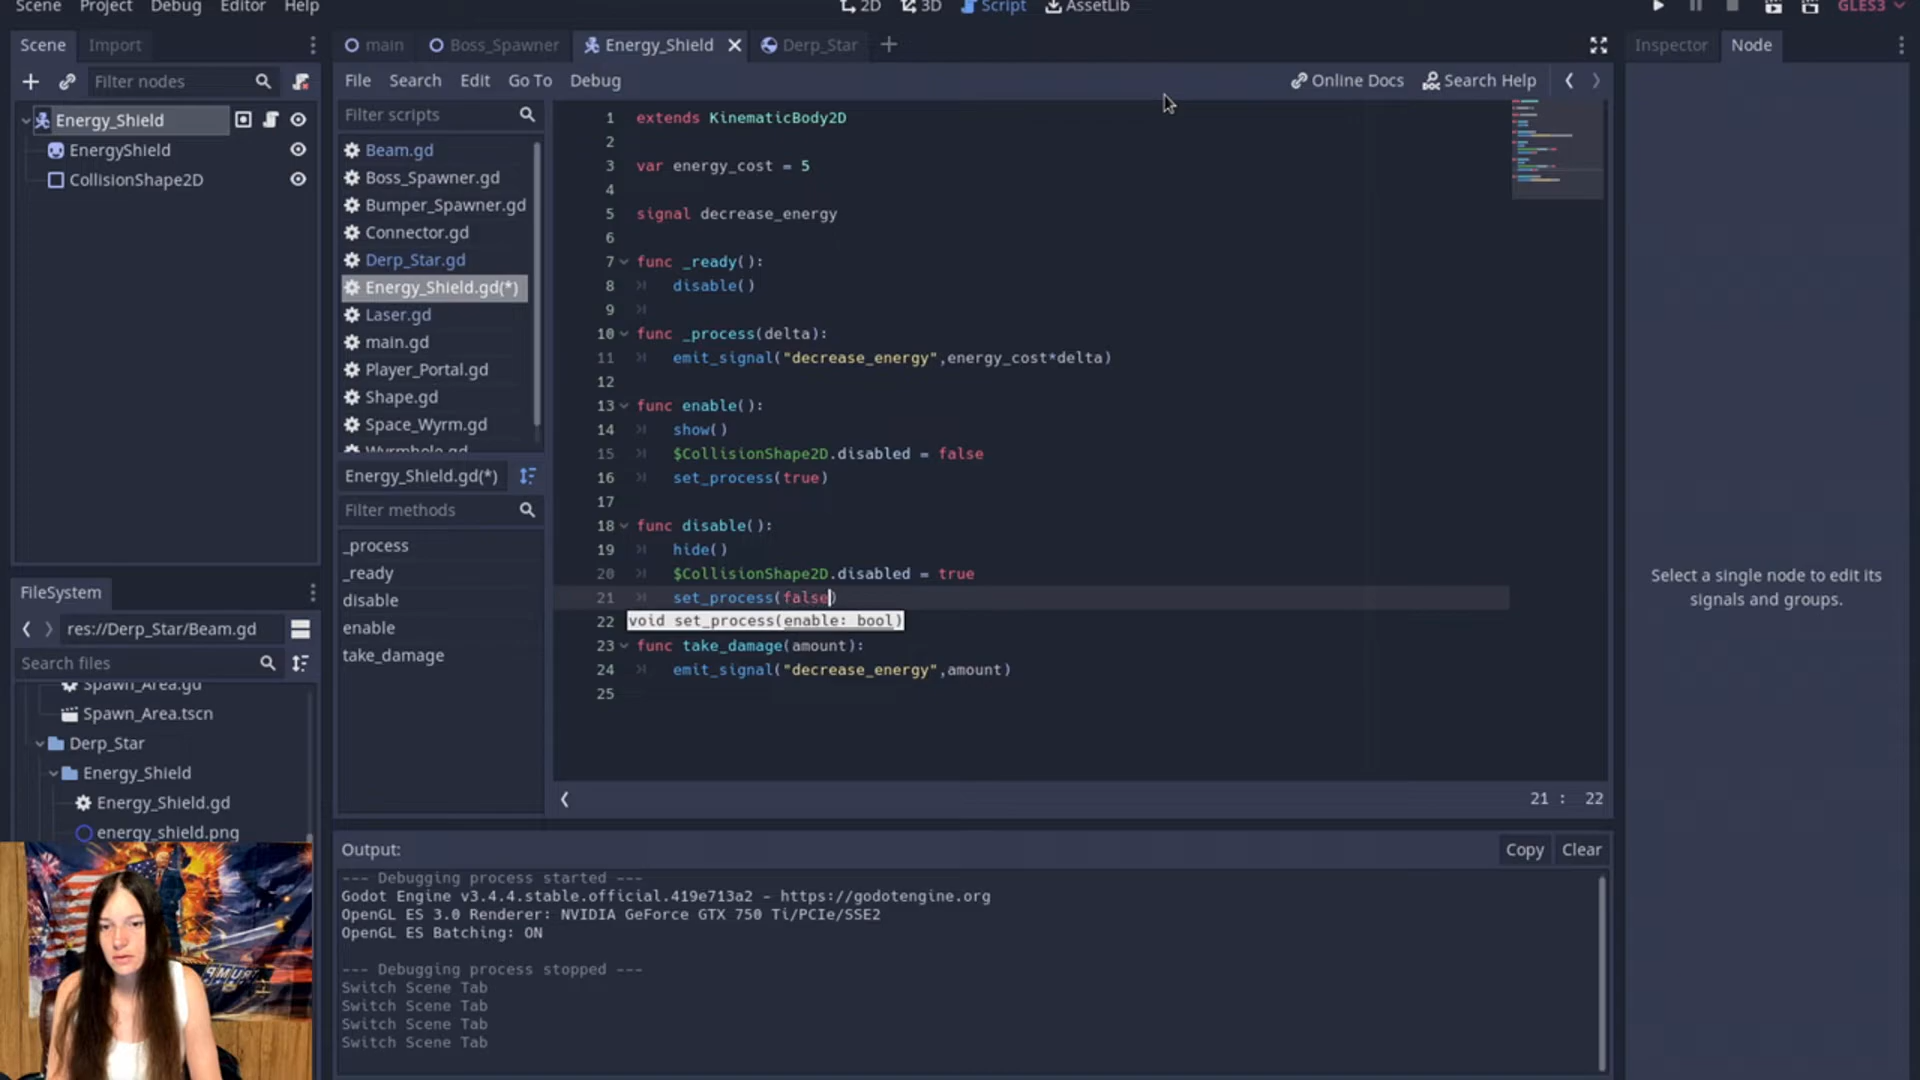 Scene Project Debug Editor Help
2D 3D Script AssetLib
GLES3
Scene Import
main Boss_Spawner Energy_Shield Derp_Star
Inspector Node
Filter nodes
File Search Edit Go To Debug
Online Docs Search Help
Energy_Shield
EnergyShield
CollisionShape2D
Filter scripts
Beam.gd
Boss_Spawner.gd
Bumper_Spawner.gd
Connector.gd
Derp_Star.gd
Energy_Shield.gd(*)
Laser.gd
main.gd
Player_Portal.gd
Shape.gd
Space_Wyrm.gd
Wyrmhole.gd
Energy_Shield.gd(*)
Filter methods
_process
_ready
disable
enable
take_damage
1 extends KinematicBody2D
2
3 var energy_cost = 5
4
5 signal decrease_energy
6
7 func _ready():
8 disable()
9
10 func _process(delta):
11 emit_signal("decrease_energy",energy_cost*delta)
12
13 func enable():
14 show()
15 $CollisionShape2D.disabled = false
16 set_process(true)
17
18 func disable():
19 hide()
20 $CollisionShape2D.disabled = true
21 set_process(false)
22 void set_process(enable: bool)
23 func take_damage(amount):
24 emit_signal("decrease_energy",amount)
25
21 : 22
Select a single node to edit its
signals and groups.
FileSystem
res://Derp_Star/Beam.gd
Search files
Spawn_Area.gd
Spawn_Area.tscn
Derp_Star
Energy_Shield
Energy_Shield.gd
energy_shield.png
Output:
Copy Clear
--- Debugging process started ---
Godot Engine v3.4.4.stable.official.419e713a2 - https://godotengine.org
OpenGL ES 3.0 Renderer: NVIDIA GeForce GTX 750 Ti/PCIe/SSE2
OpenGL ES Batching: ON
--- Debugging process stopped ---
Switch Scene Tab
Switch Scene Tab
Switch Scene Tab
Switch Scene Tab
TRUMP